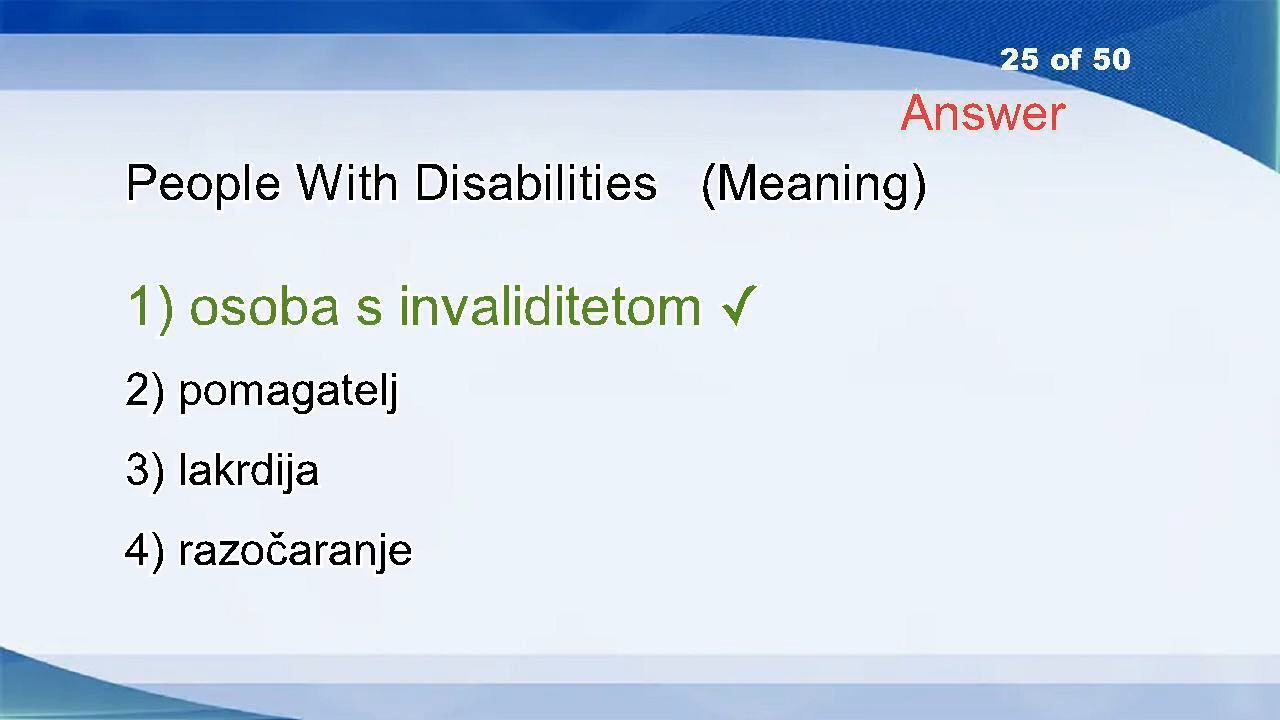 25 of 50
Answer
People With Disabilities (Meaning)
1) osoba s invaliditetom ✓
2) pomagatelj
3) lakrdija
4) razočaranje